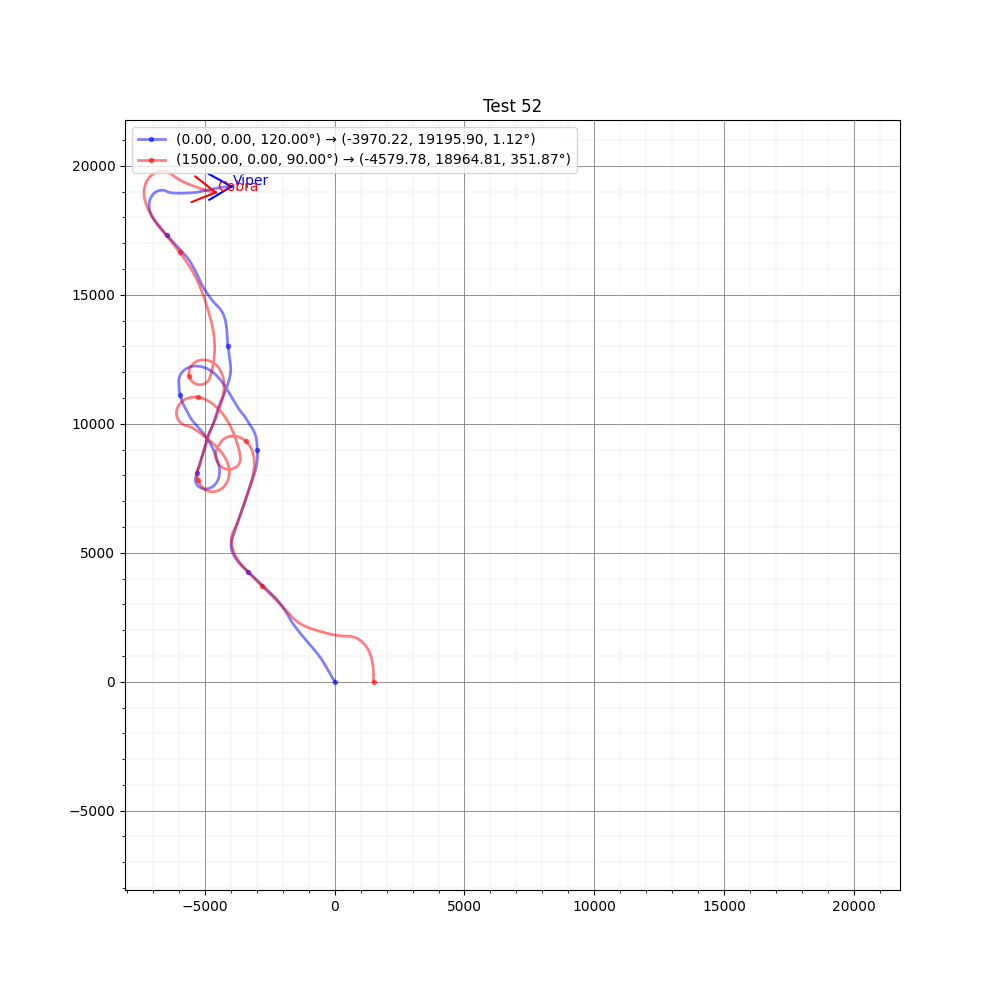 Test 52
(0.00, 0.00, 120.00°) → (-3970.22, 19195.90, 1.12°)
(1500.00, 0.00, 90.00°) → (-4579.78, 18964.81, 351.87°)
Viper
Cobra
20000
15000
10000
5000
0
−5000
−5000 0 5000 10000 15000 20000